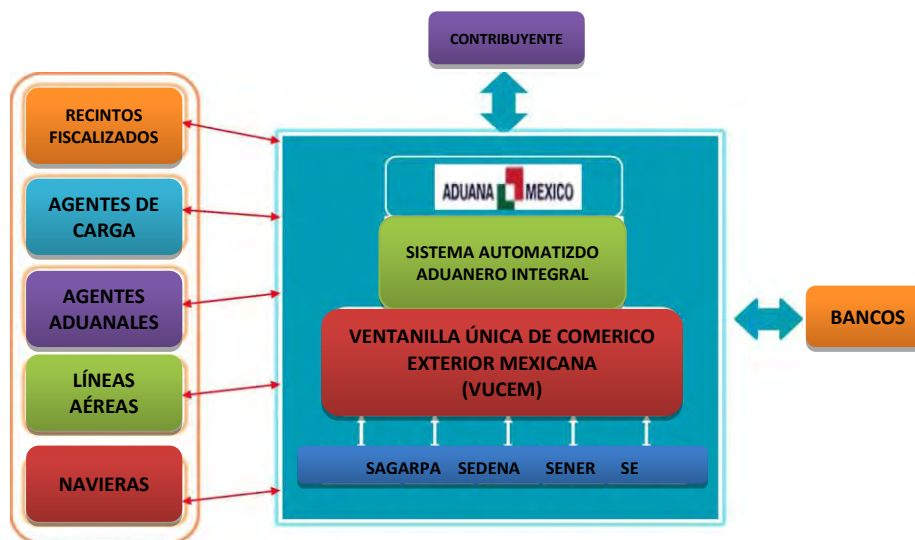 CONTRIBUYENTE
RECINTOS
FISCALIZADOS
AGENTES DE
CARGA
AGENTES
ADUANALES
LÍNEAS
AÉREAS
NAVIERAS
ADUANA MEXICO
SISTEMA AUTOMATIZDO
ADUANERO INTEGRAL
VENTANILLA ÚNICA DE COMERICO
EXTERIOR MEXICANA
(VUCEM)
SAGARPA SEDENA SENER SE
BANCOS